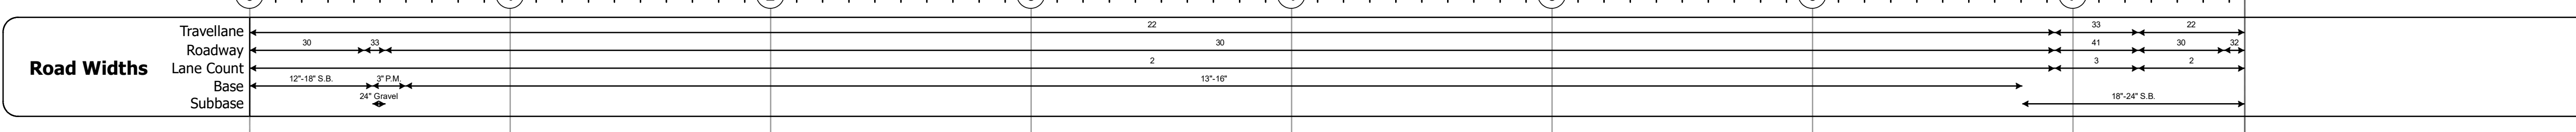 Road Widths
Travellane 22 33 22
Roadway 30 33 30 41 30 32
Lane Count 2 3 2
Base 12"-18" S.B. 3" P.M. 13"-16"
Subbase 24" Gravel 18"-24" S.B.